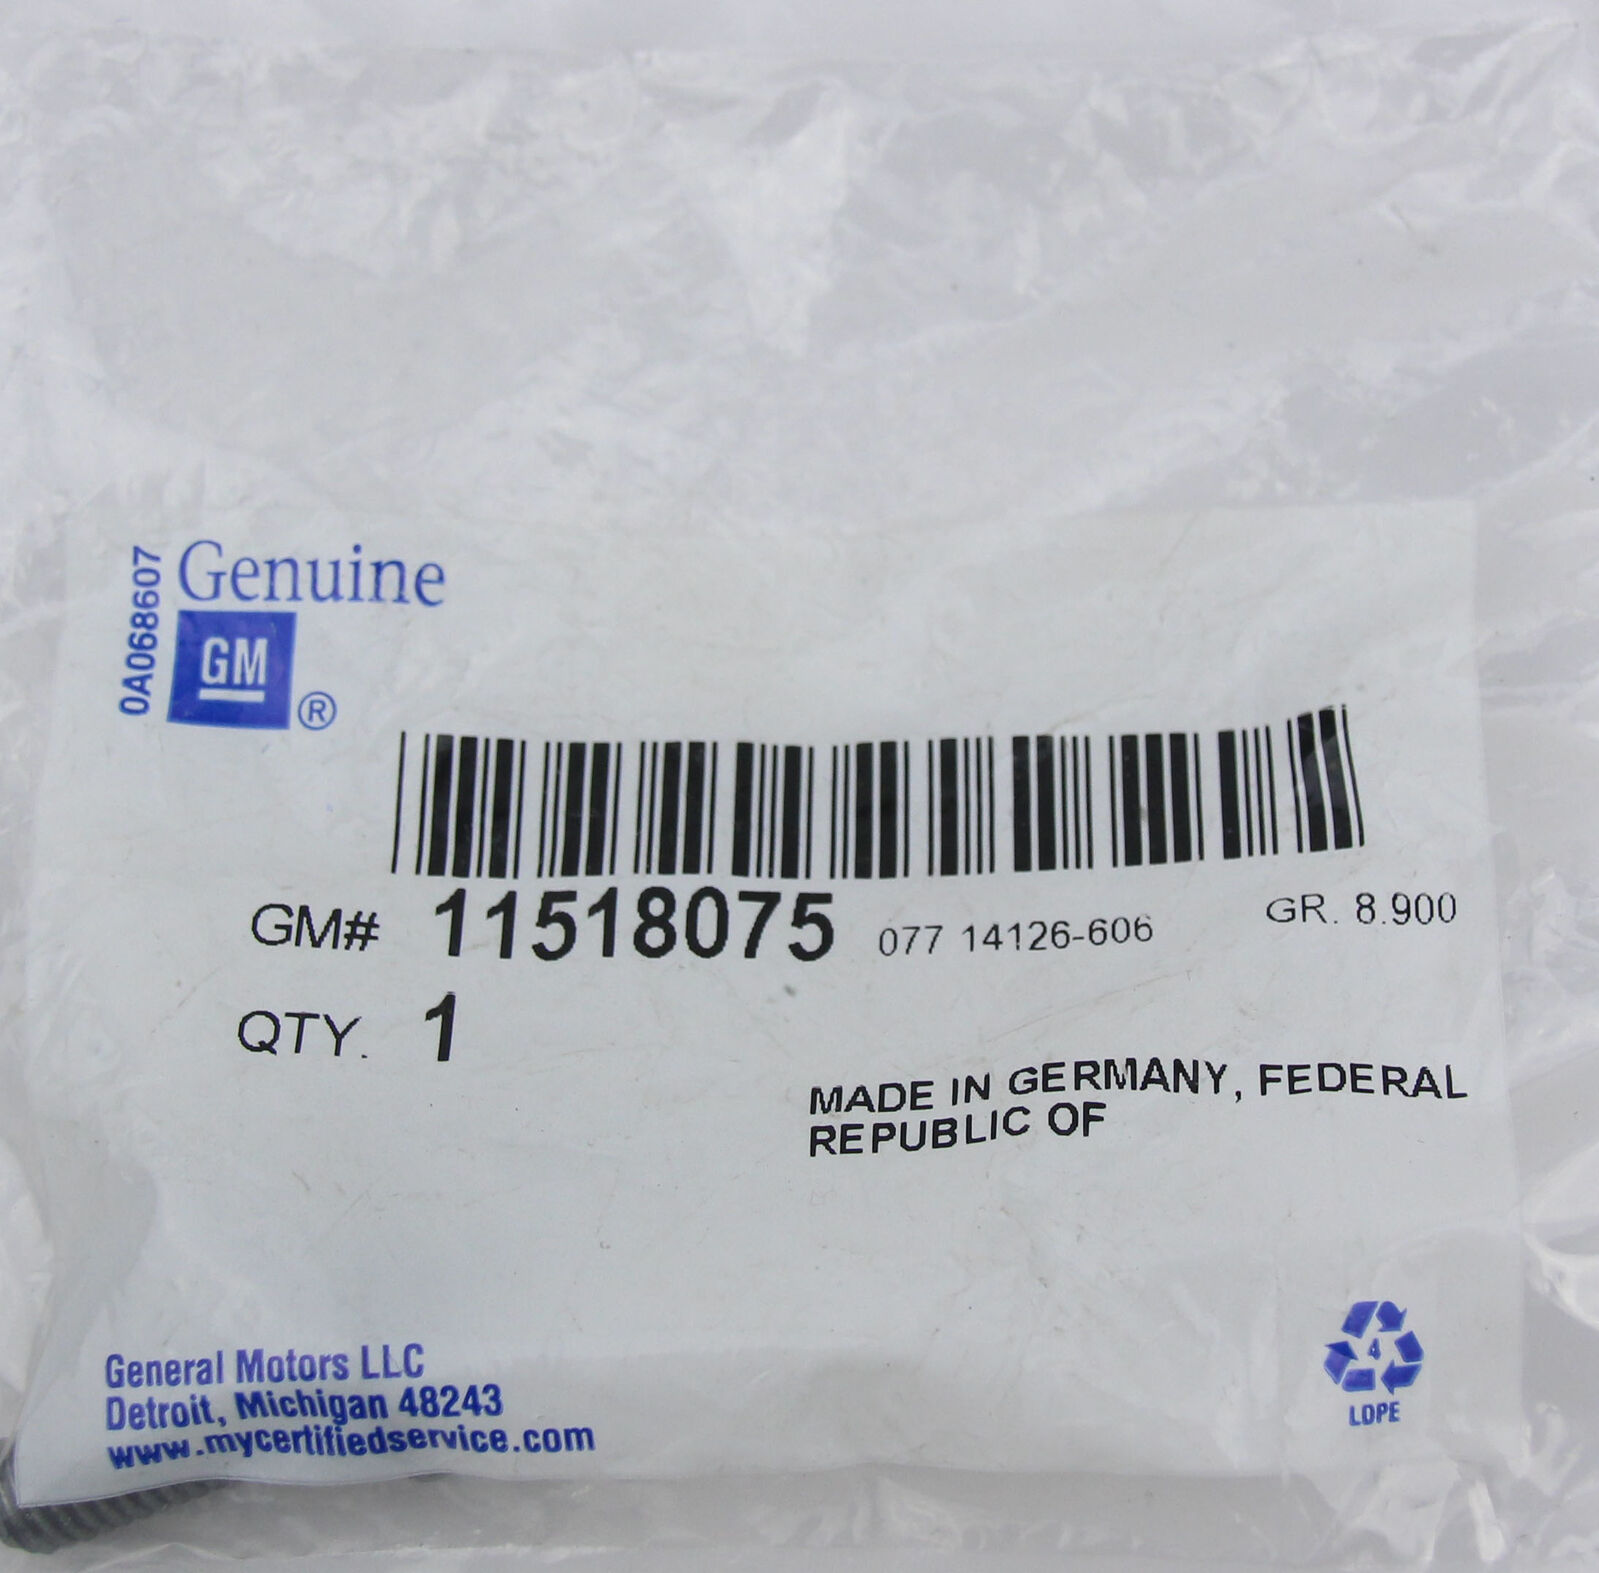 0A068607
Genuine
GM
®
GM# 11518075 077 14126-606 GR. 8.900
QTY. 1
MADE IN GERMANY, FEDERAL
REPUBLIC OF
General Motors LLC
Detroit, Michigan 48243
www.mycertifiedservice.com
4
LDPE